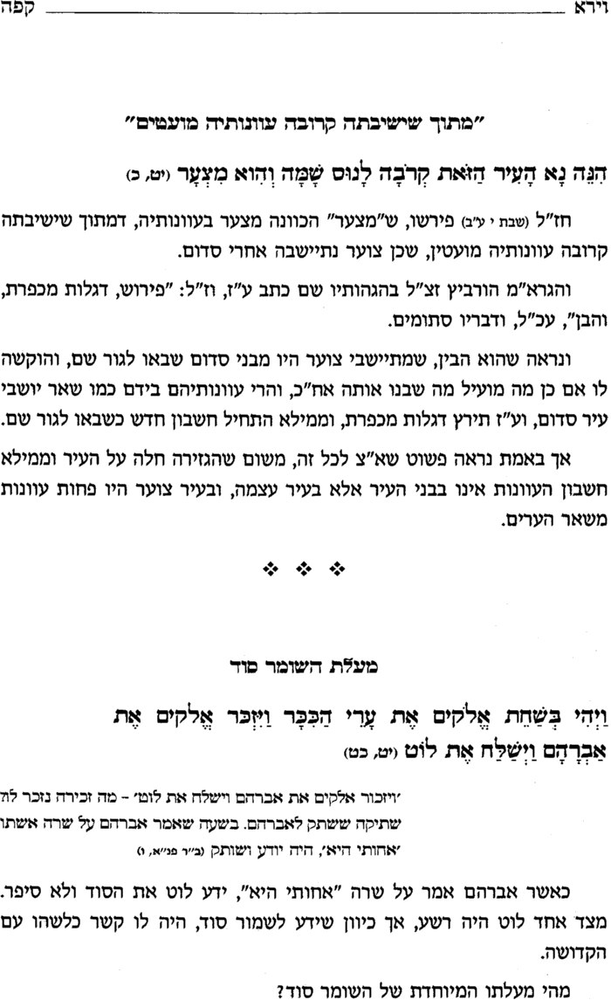 וירא
קפה
"מתוך שישיבתה קרובה עוונותיה מועטים"
הִנֵּה נָא הָעִיר הַזֹּאת קְרֹבָה לָנוּס שָׁמָּה וְהִוא מִצְעָר (יט, כ)
חז"ל (שבת י ע"ב) פירשו, ש"מצער" הכוונה מצער בעוונותיה, דמתוך שישיבתה
קרובה עוונותיה מועטין, שכן צוער נתיישבה אחרי סדום.
והגרא"מ הורביץ זצ"ל בהגהותיו שם כתב ע"ז, וז"ל: "פירוש, דגלות מכפרת,
והבן", עכ"ל, ודבריו סתומים.
ונראה שהוא הבין, שמתיישבי צוער היו מבני סדום שבאו לגור שם, והוקשה
לו אם כן מה מועיל מה שבנו אותה אח"כ, והרי עוונותיהם בידם כמו שאר יושבי
עיר סדום, וע"ז תירץ דגלות מכפרת, וממילא התחיל חשבון חדש כשבאו לגור שם.
אך באמת נראה פשוט שא"צ לכל זה, משום שהגזירה חלה על העיר וממילא
חשבון העוונות אינו בבני העיר אלא בעיר עצמה, ובעיר צוער היו פחות עוונות
משאר הערים.
מעלת השומר סוד
וַיְהִי בְּשַׁחֵת אֱלֹקִים אֶת עָרֵי הַכִּכָּר וַיִּזְכֹּר אֱלֹקִים אֶת
אַבְרָהָם וַיְשַׁלַּח אֶת לוֹט (יט, כט)
'ויזכור אלקים את אברהם וישלח את לוט' – מה זכירה נזכר לו?
שתיקה ששתק לאברהם. בשעה שאמר אברהם על שרה אשתו
'אחותי היא', היה יודע ושותק (ב"ר פנ"א, ו)
כאשר אברהם אמר על שרה "אחותי היא", ידע לוט את הסוד ולא סיפר.
מצד אחד לוט היה רשע, אך כיוון שידע לשמור סוד, היה לו קשר כלשהו עם
הקדושה.
מהי מעלתו המיוחדת של השומר סוד?